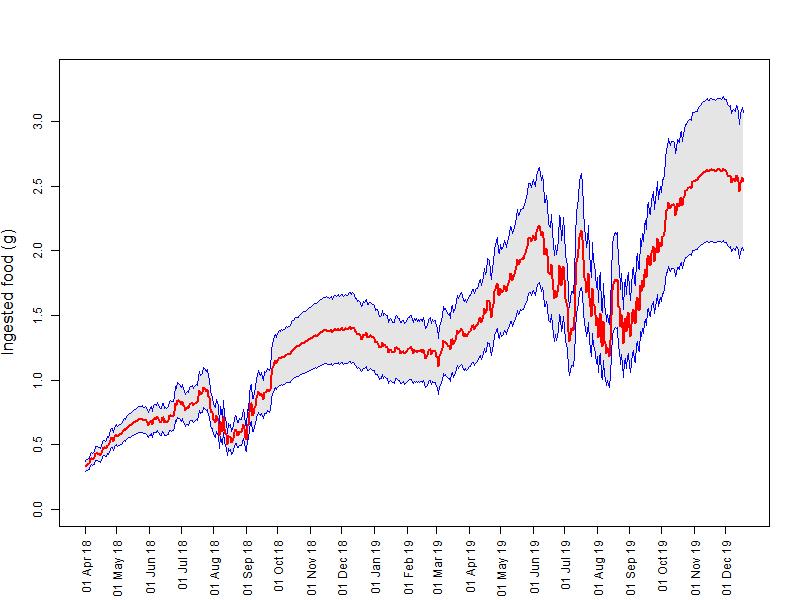 Ingested food (g)
3.0
2.5
2.0
1.5
1.0
0.5
0.0
01 Apr 18
01 May 18
01 Jun 18
01 Jul 18
01 Aug 18
01 Sep 18
01 Oct 18
01 Nov 18
01 Dec 18
01 Jan 19
01 Feb 19
01 Mar 19
01 Apr 19
01 May 19
01 Jun 19
01 Jul 19
01 Aug 19
01 Sep 19
01 Oct 19
01 Nov 19
01 Dec 19